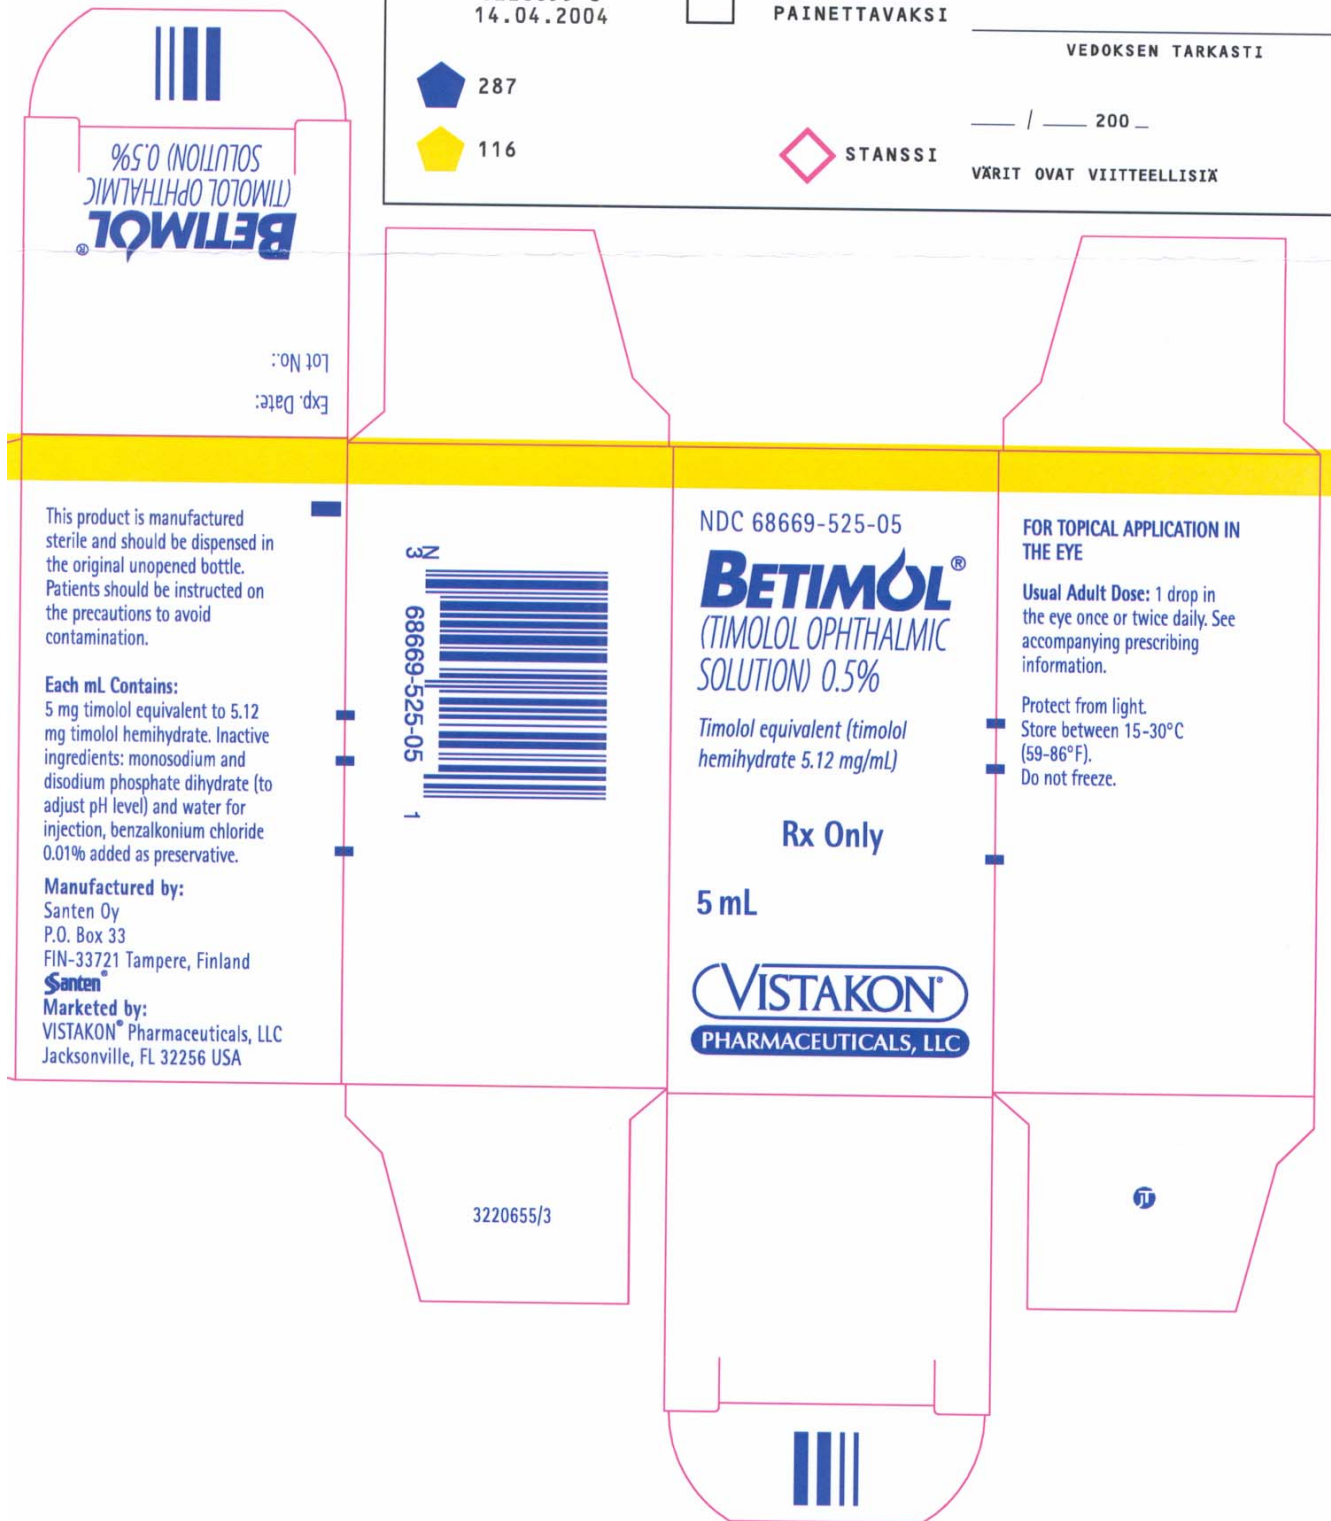 14.04.2004
PAINETTAVAKSI
VEDOKSEN TARKASTI
287
116
STANSSI
__ / __ 200 _
VÄRIT OVAT VIITTEELLISIÄ
BETIMOL®
(TIMOLOL OPHTHALMIC
SOLUTION) 0.5%
Lot No.:
Exp. Date:
This product is manufactured
sterile and should be dispensed in
the original unopened bottle.
Patients should be instructed on
the precautions to avoid
contamination.
Each mL Contains:
5 mg timolol equivalent to 5.12
mg timolol hemihydrate. Inactive
ingredients: monosodium and
disodium phosphate dihydrate (to
adjust pH level) and water for
injection, benzalkonium chloride
0.01% added as preservative.
Manufactured by:
Santen Oy
P.O. Box 33
FIN-33721 Tampere, Finland
Santen®
Marketed by:
VISTAKON® Pharmaceuticals, LLC
Jacksonville, FL 32256 USA
N
3 68669-525-05 1
NDC 68669-525-05
BETIMOL®
(TIMOLOL OPHTHALMIC
SOLUTION) 0.5%
Timolol equivalent (timolol
hemihydrate 5.12 mg/mL)
Rx Only
5 mL
VISTAKON®
PHARMACEUTICALS, LLC
FOR TOPICAL APPLICATION IN
THE EYE
Usual Adult Dose: 1 drop in
the eye once or twice daily. See
accompanying prescribing
information.
Protect from light.
Store between 15-30°C
(59-86°F).
Do not freeze.
3220655/3
JT